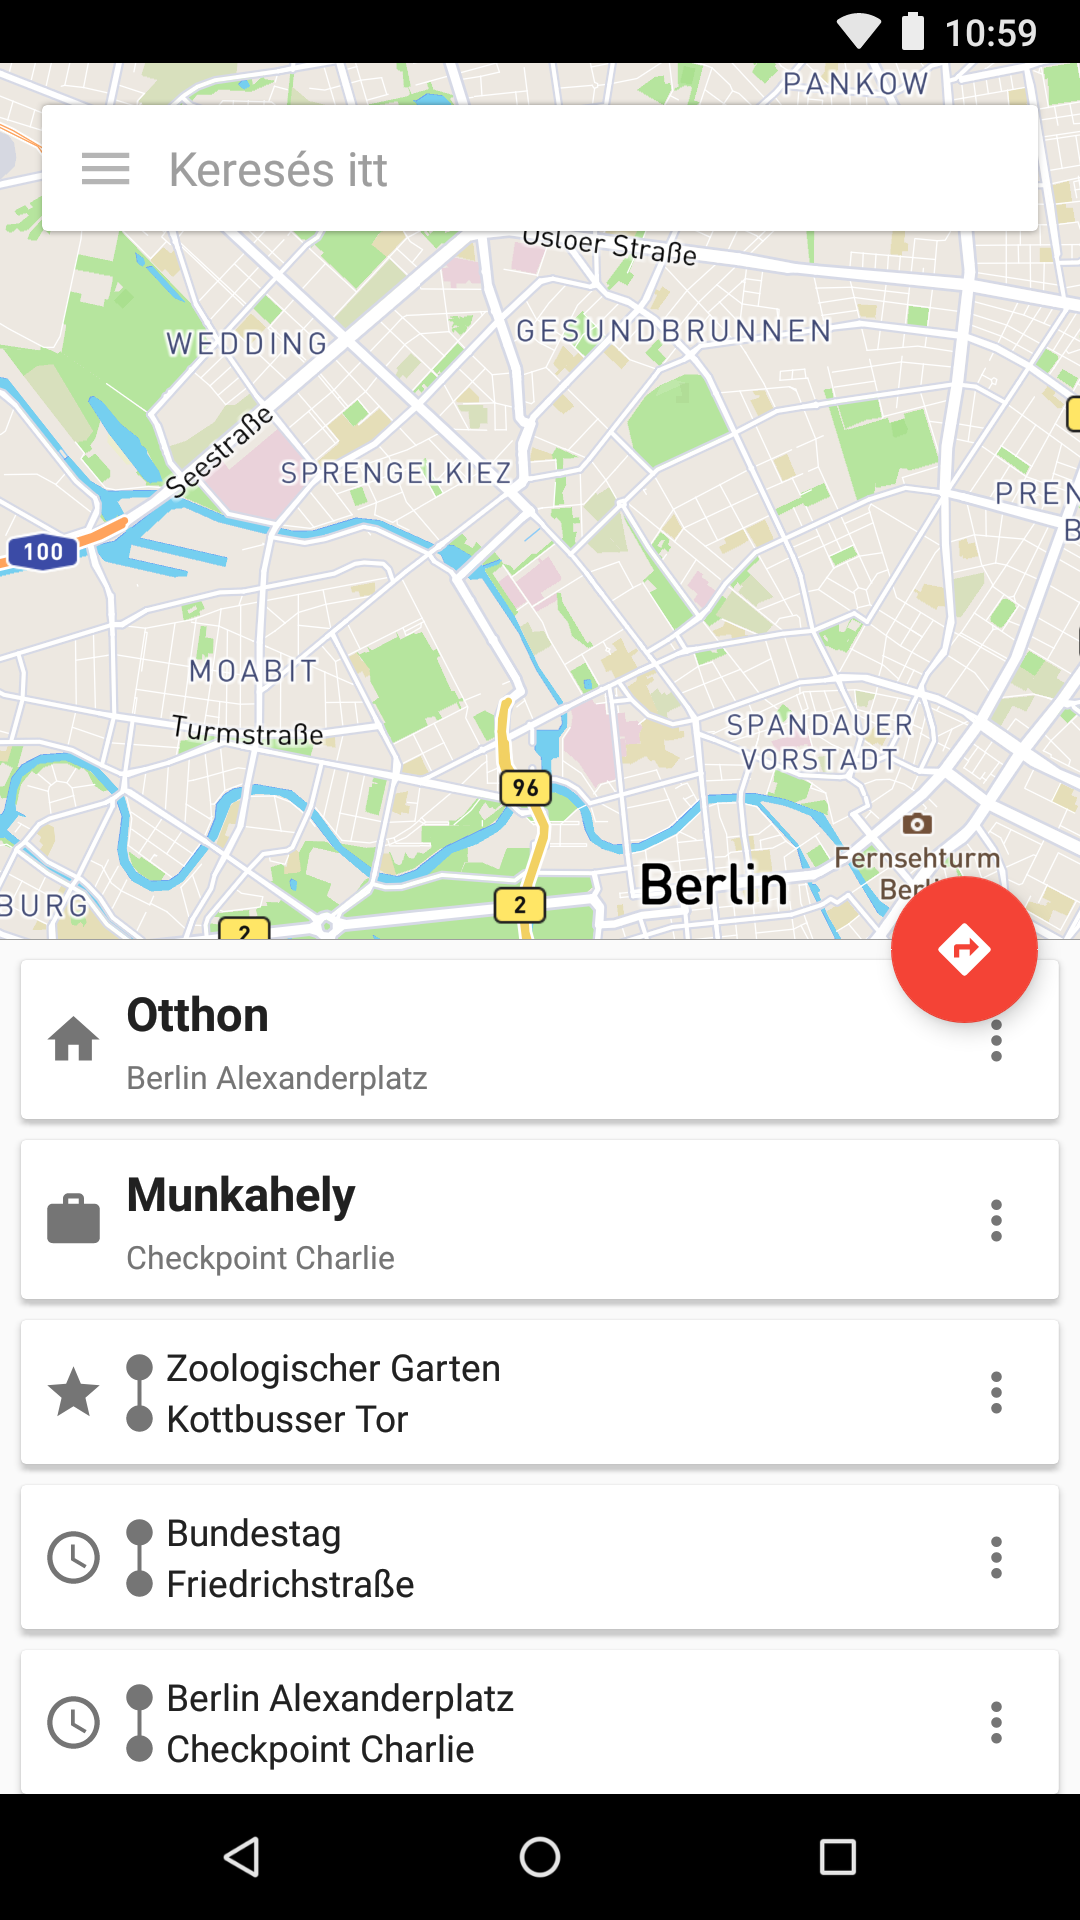 10:59
PANKOW
Keresés itt
Osloer Straße
WEDDING
GESUNDBRUNNEN
Seestraße
SPRENGELKIEZ
PREN
B
100
MOABIT
Turmstraße
SPANDAUER
VORSTADT
96
Fernsehturm
Berl
Berlin
BURG
2
2
Otthon
Berlin Alexanderplatz
Munkahely
Checkpoint Charlie
Zoologischer Garten
Kottbusser Tor
Bundestag
Friedrichstraße
Berlin Alexanderplatz
Checkpoint Charlie